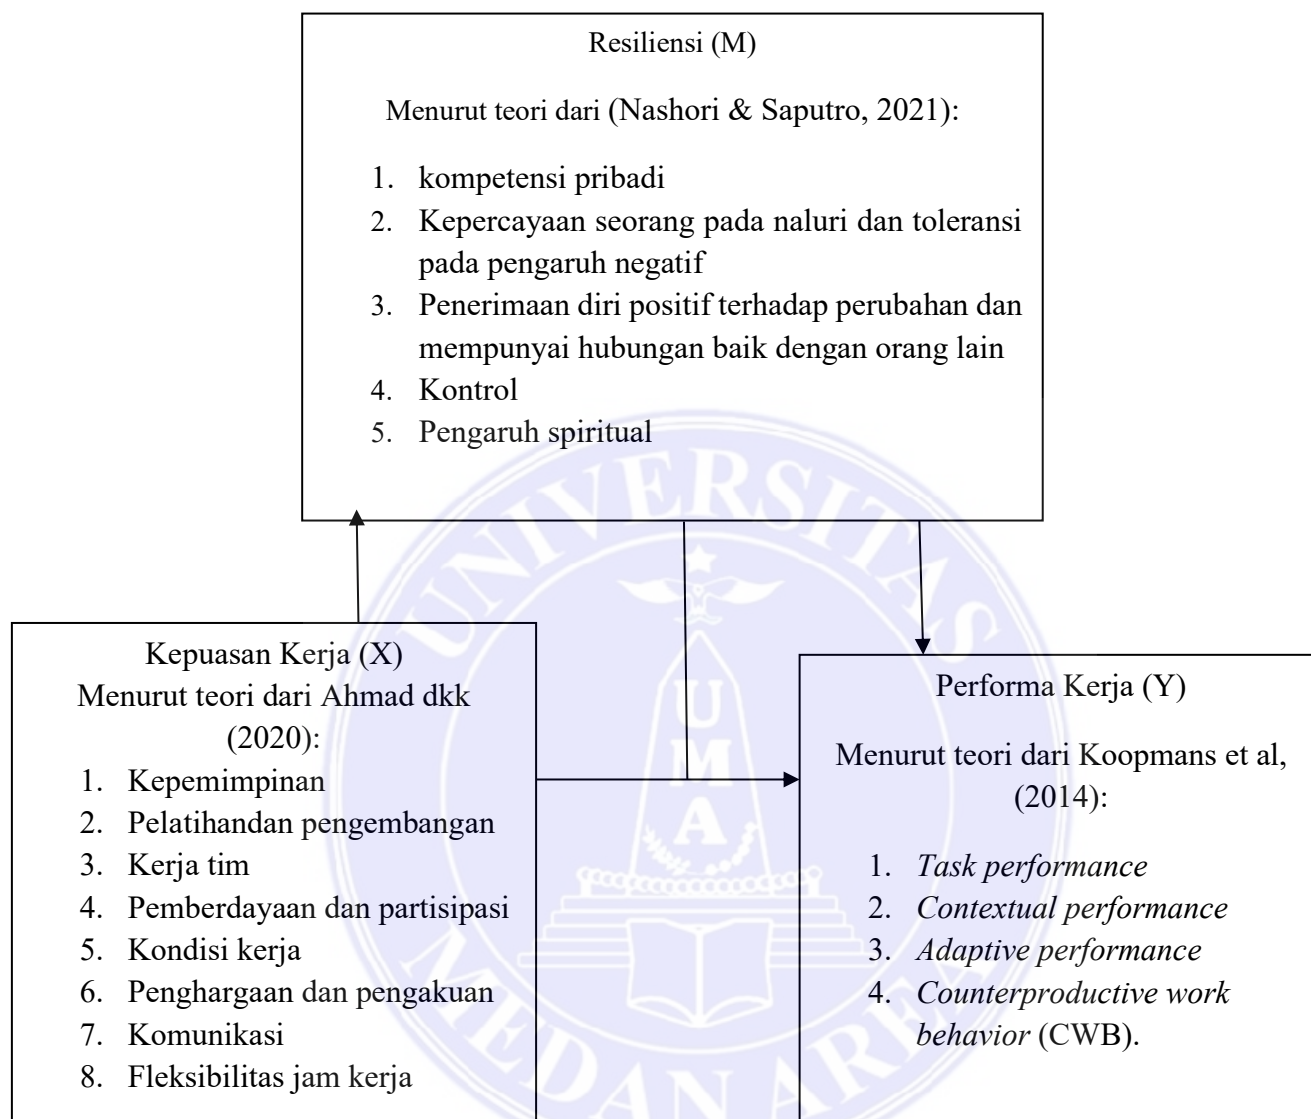 Resiliensi (M)
Menurut teori dari (Nashori & Saputro, 2021):
1. kompetensi pribadi
2. Kepercayaan seorang pada naluri dan toleransi
pada pengaruh negatif
3. Penerimaan diri positif terhadap perubahan dan
mempunyai hubungan baik dengan orang lain
4. Kontrol
5. Pengaruh spiritual
Kepuasan Kerja (X)
Menurut teori dari Ahmad dkk
(2020):
1. Kepemimpinan
2. Pelatihandan pengembangan
3. Kerja tim
4. Pemberdayaan dan partisipasi
5. Kondisi kerja
6. Penghargaan dan pengakuan
7. Komunikasi
8. Fleksibilitas jam kerja
Performa Kerja (Y)
Menurut teori dari Koopmans et al,
(2014):
1. Task performance
2. Contextual performance
3. Adaptive performance
4. Counterproductive work
behavior (CWB).
UNIVERSITAS
UMA
MEDAN AREA